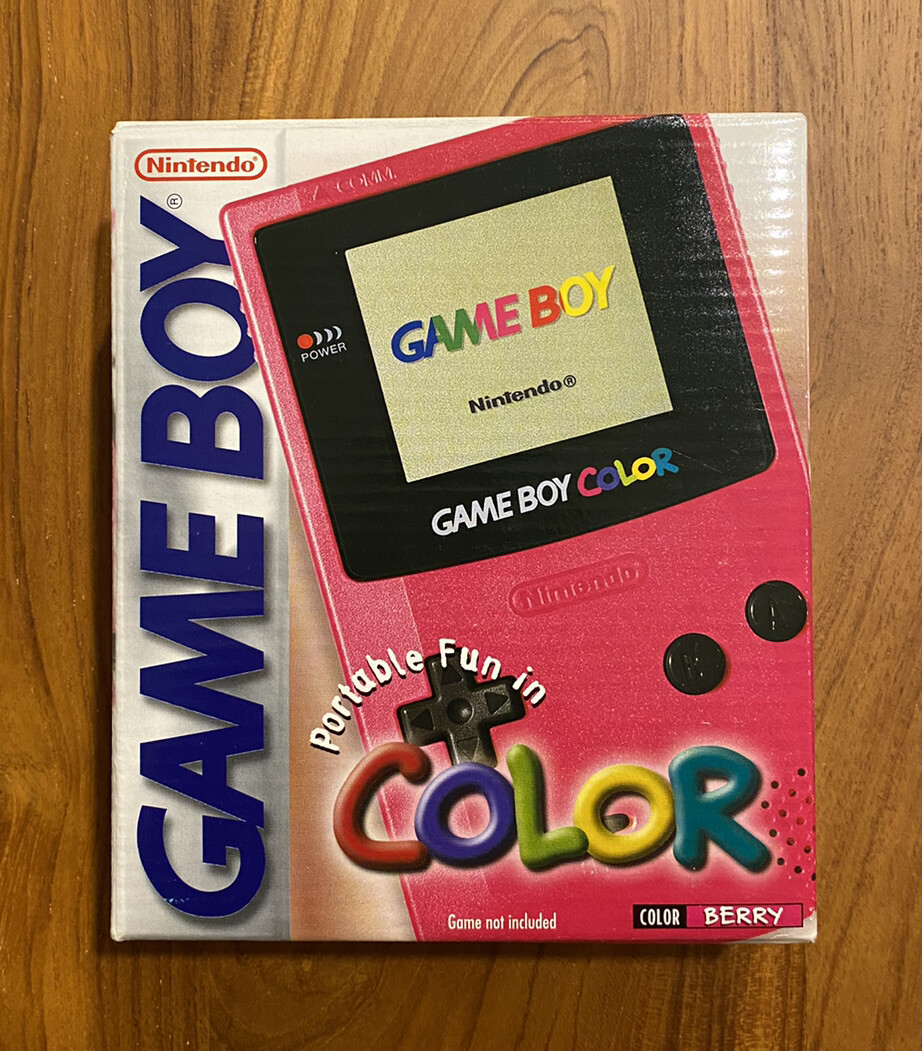 Nintendo®
GAME BOY®
COMM.
POWER
GAME BOY
Nintendo®
GAME BOY COLOR
Nintendo
A
B
Portable Fun in
COLOR
Game not included
COLOR BERRY